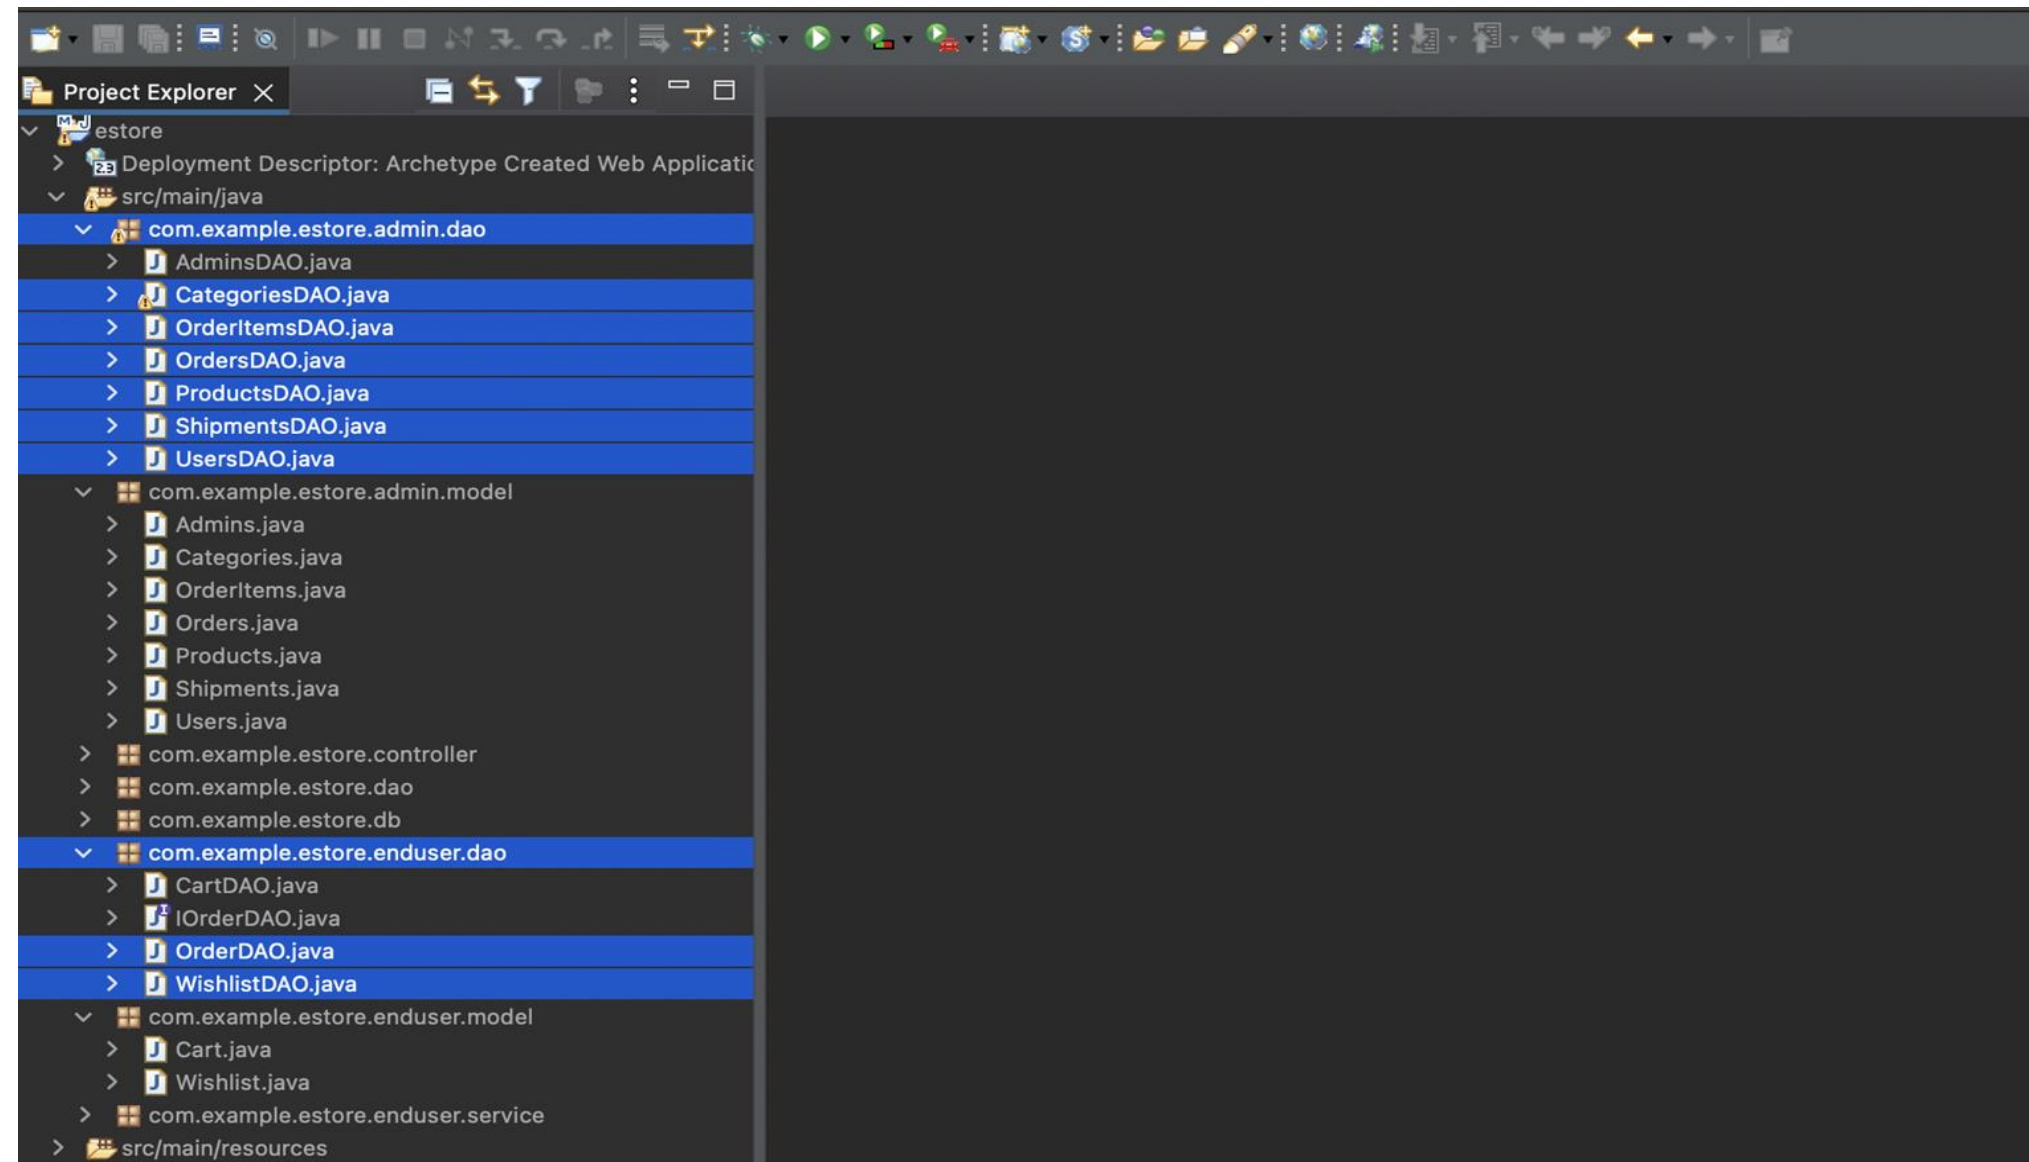 Project Explorer
estore
Deployment Descriptor: Archetype Created Web Applicatic
src/main/java
com.example.estore.admin.dao
AdminsDAO.java
CategoriesDAO.java
OrderItemsDAO.java
OrdersDAO.java
ProductsDAO.java
ShipmentsDAO.java
UsersDAO.java
com.example.estore.admin.model
Admins.java
Categories.java
OrderItems.java
Orders.java
Products.java
Shipments.java
Users.java
com.example.estore.controller
com.example.estore.dao
com.example.estore.db
com.example.estore.enduser.dao
CartDAO.java
IOrderDAO.java
OrderDAO.java
WishlistDAO.java
com.example.estore.enduser.model
Cart.java
Wishlist.java
com.example.estore.enduser.service
src/main/resources